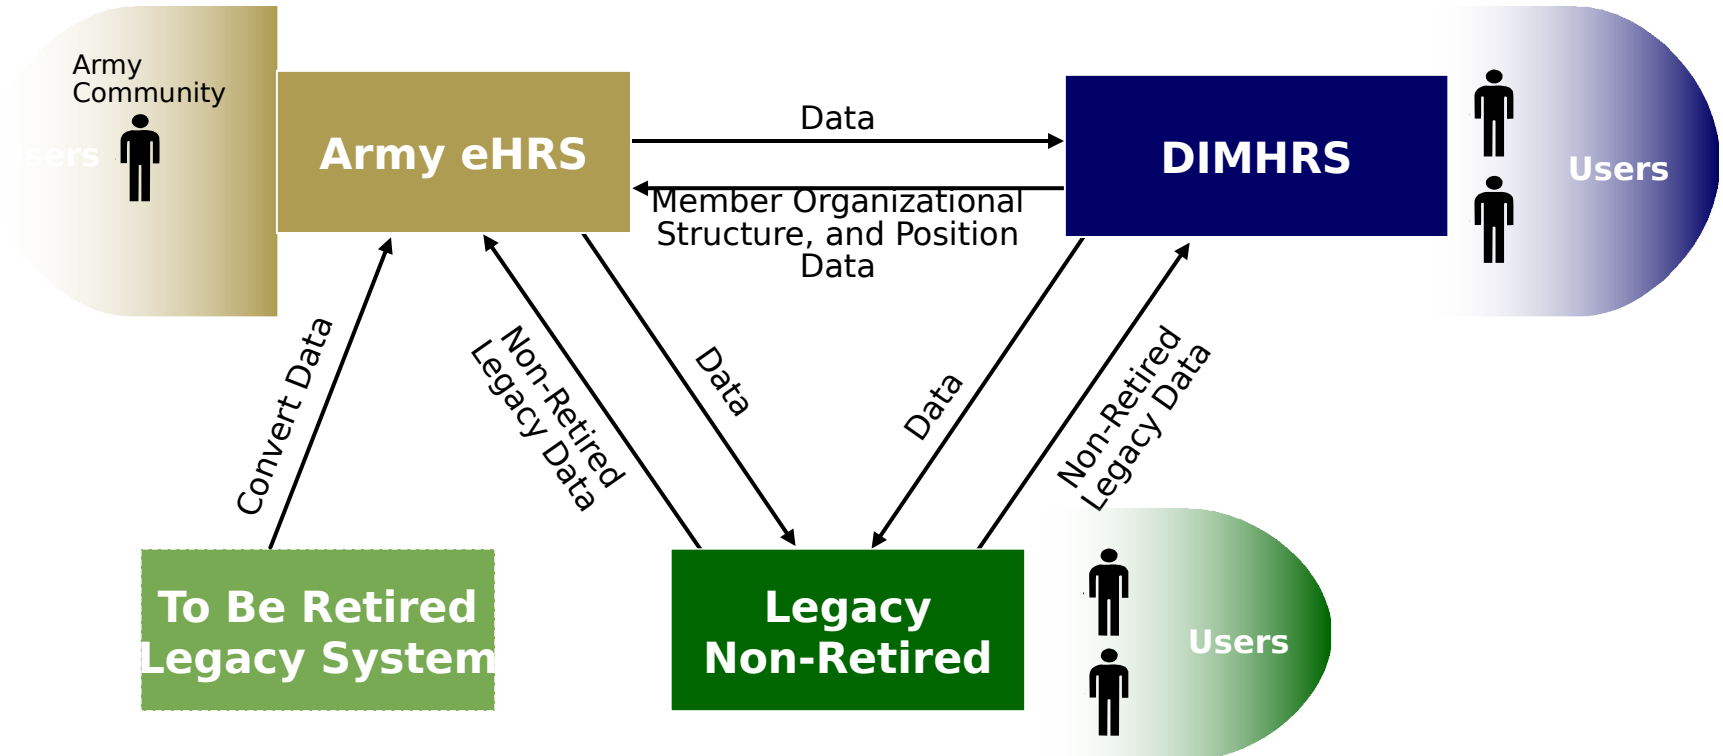 Army
Community
Users
Army eHRS
Data
DIMHRS
Users
Member Organizational
Structure, and Position
Data
Convert Data
Non-Retired
Legacy Data
Data
Data
Non-Retired
Legacy Data
To Be Retired
Legacy System
Legacy
Non-Retired
Users